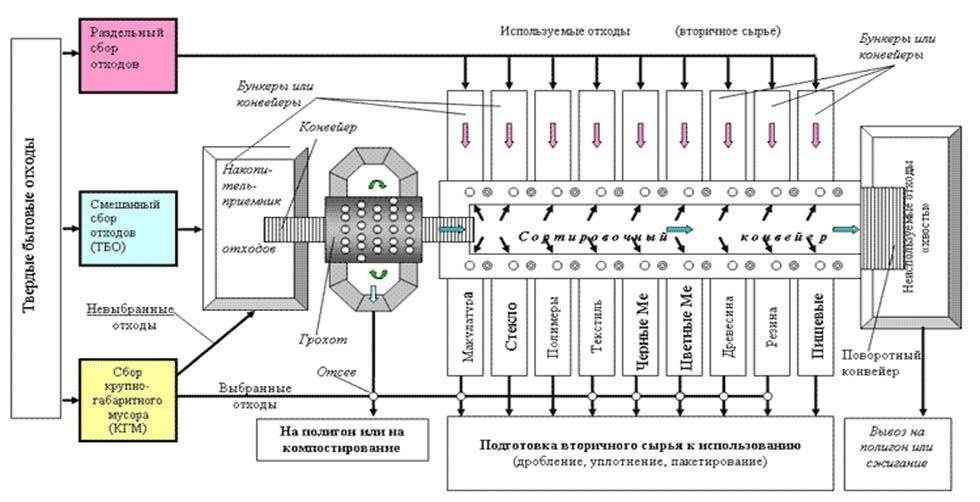 Твердые бытовые отходы
Раздельный
сбор
отходов
Используемые отходы (вторичное сырье)
Бункеры или
конвейеры
Бункеры или
конвейеры
Конвейер
Накопи-
тель-
приемник
отходов
Смешанный
сбор
отходов
(ТБО)
Сортировочный конвейер
Неиспользуемые отходы
«хвосты»
Невыбранные
отходы
Грохот
Макулатура
Стекло
Полимеры
Текстиль
Черные Ме
Цветные Ме
Древесина
Резина
Пищевые
Поворотный
конвейер
Сбор
крупно-
габаритного
мусора
(КГМ)
Отсев
Выбранные
отходы
На полигон или на
компостирование
Подготовка вторичного сырья к использованию
(дробление, уплотнение, пакетирование)
Вывоз на
полигон или
сжигание